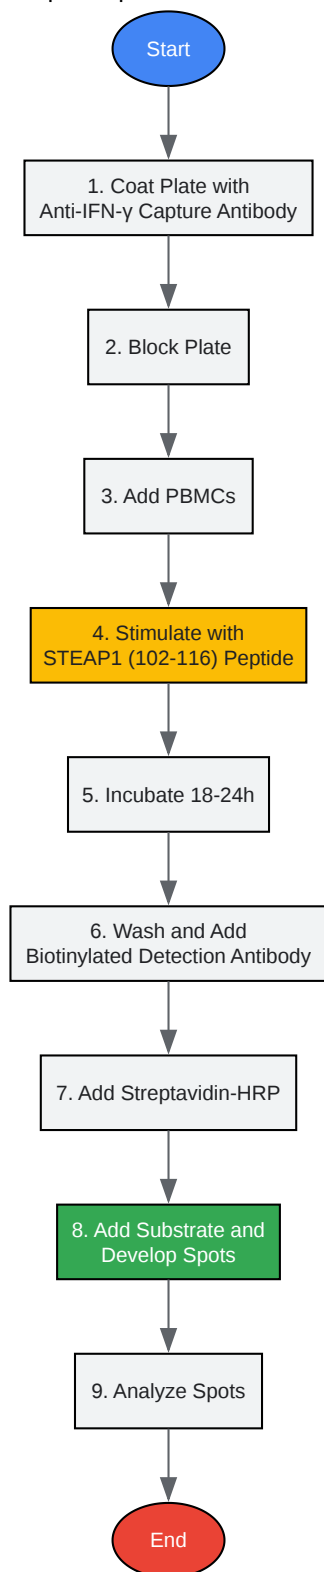 Start
1. Coat Plate with
Anti-IFN-γ Capture Antibody
2. Block Plate
3. Add PBMCs
4. Stimulate with
STEAP1 (102-116) Peptide
5. Incubate 18-24h
6. Wash and Add
Biotinylated Detection Antibody
7. Add Streptavidin-HRP
8. Add Substrate and
Develop Spots
9. Analyze Spots
End